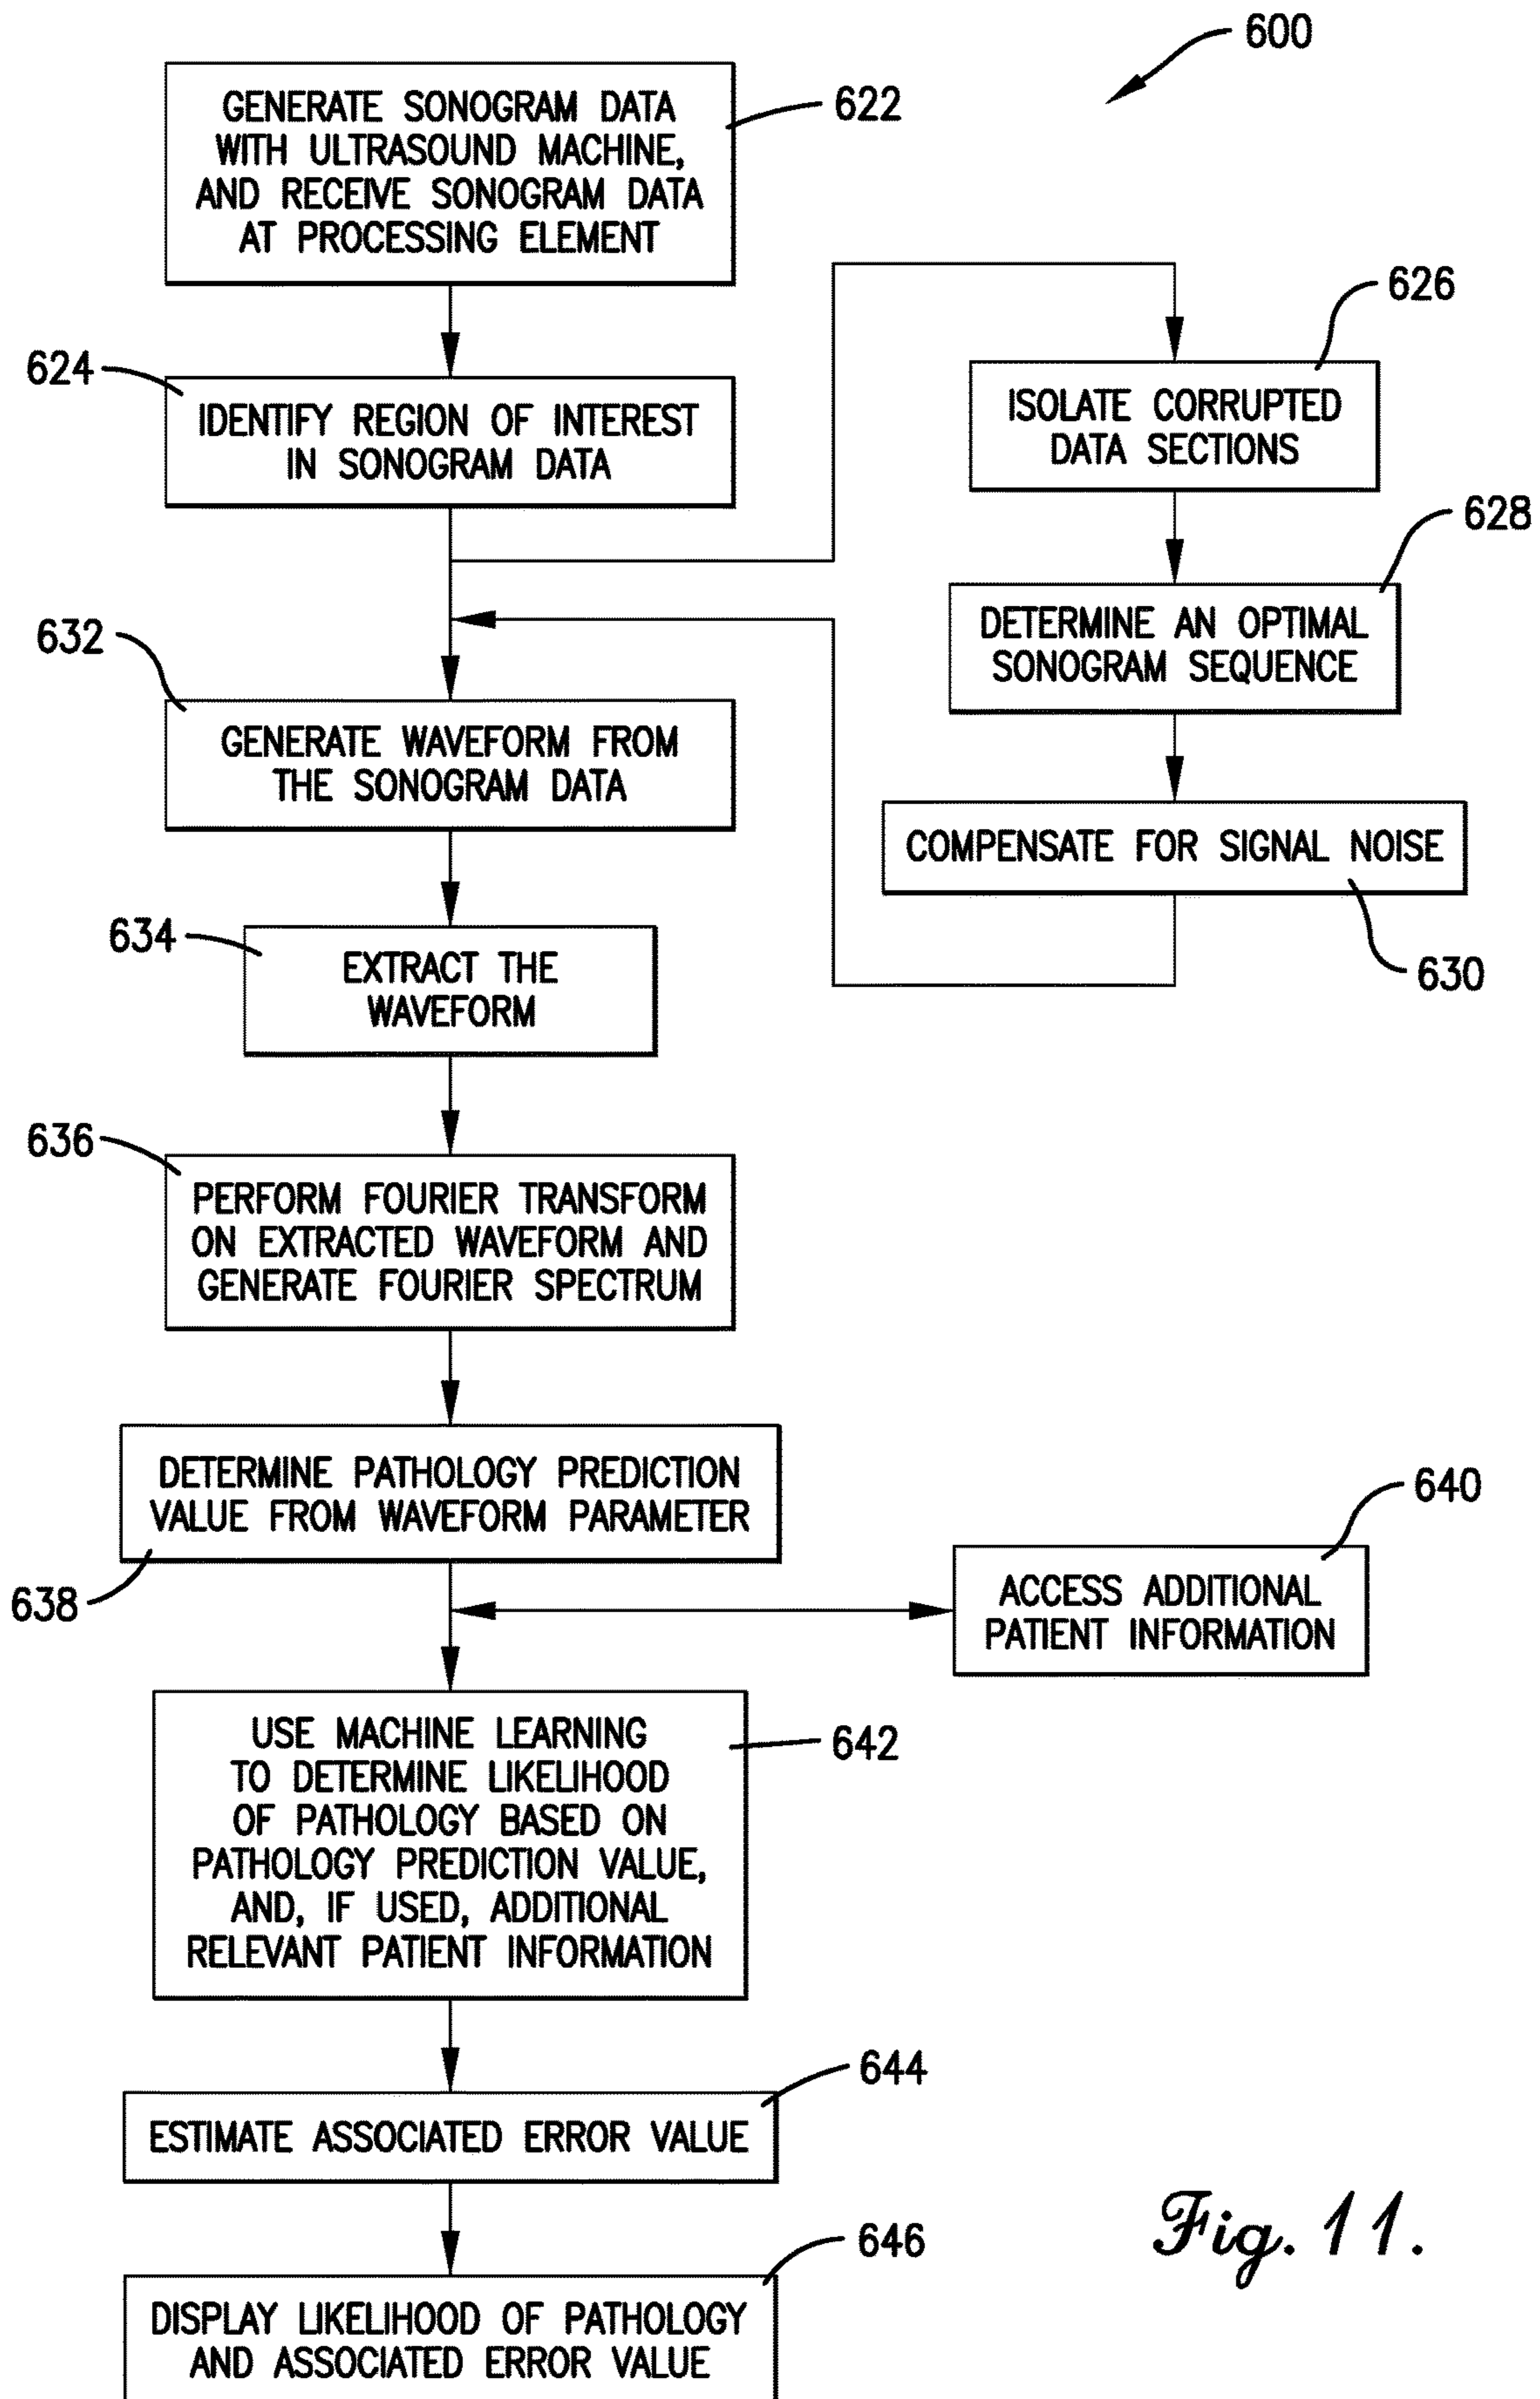 600
GENERATE SONOGRAM DATA
WITH ULTRASOUND MACHINE,
AND RECEIVE SONOGRAM DATA
AT PROCESSING ELEMENT
622
624
IDENTIFY REGION OF INTEREST
IN SONOGRAM DATA
626
ISOLATE CORRUPTED
DATA SECTIONS
628
DETERMINE AN OPTIMAL
SONOGRAM SEQUENCE
COMPENSATE FOR SIGNAL NOISE
630
632
GENERATE WAVEFORM FROM
THE SONOGRAM DATA
634
EXTRACT THE
WAVEFORM
636
PERFORM FOURIER TRANSFORM
ON EXTRACTED WAVEFORM AND
GENERATE FOURIER SPECTRUM
DETERMINE PATHOLOGY PREDICTION
VALUE FROM WAVEFORM PARAMETER
638
640
ACCESS ADDITIONAL
PATIENT INFORMATION
USE MACHINE LEARNING
TO DETERMINE LIKELIHOOD
OF PATHOLOGY BASED ON
PATHOLOGY PREDICTION VALUE,
AND, IF USED, ADDITIONAL
RELEVANT PATIENT INFORMATION
642
644
ESTIMATE ASSOCIATED ERROR VALUE
646
DISPLAY LIKELIHOOD OF PATHOLOGY
AND ASSOCIATED ERROR VALUE
Fig. 11.